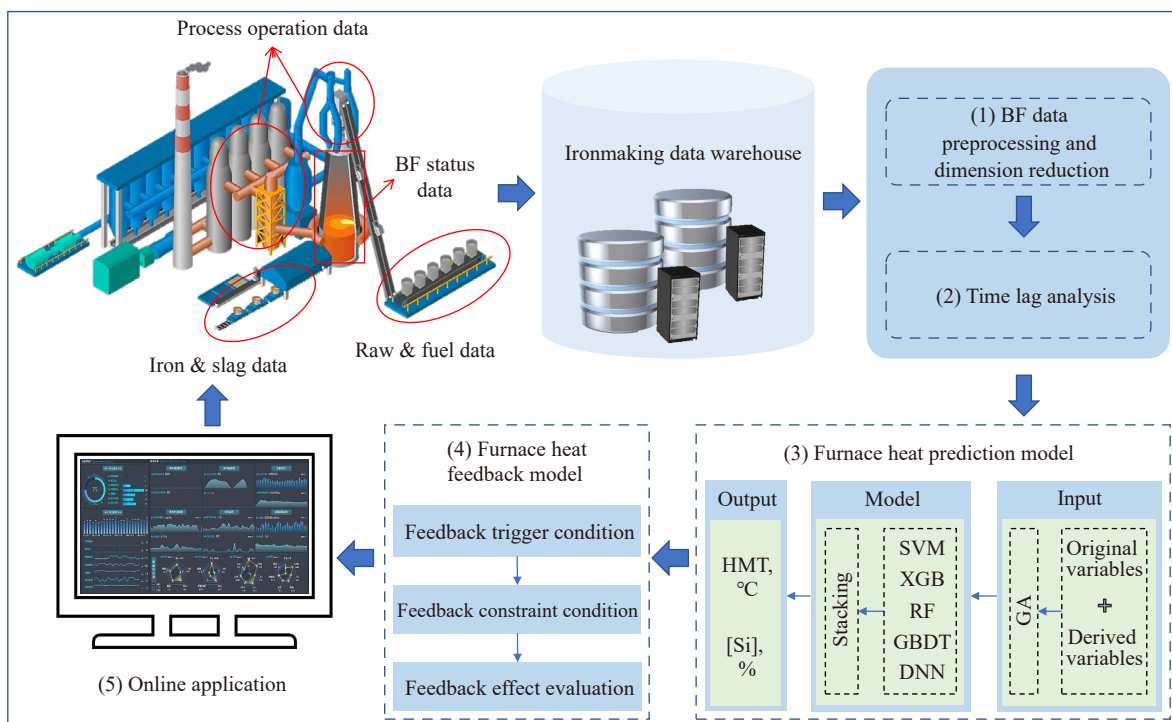 Process operation data
BF status
data
Raw & fuel data
Iron & slag data
Ironmaking data warehouse
(1) BF data
preprocessing and
dimension reduction
(2) Time lag analysis
(3) Furnace heat prediction model
Output
HMT,
°C
[Si],
%
Model
Stacking
SVM
XGB
RF
GBDT
DNN
Input
GA
Original
variables
+
Derived
variables
(4) Furnace heat
feedback model
Feedback trigger condition
Feedback constraint condition
Feedback effect evaluation
75
(5) Online application